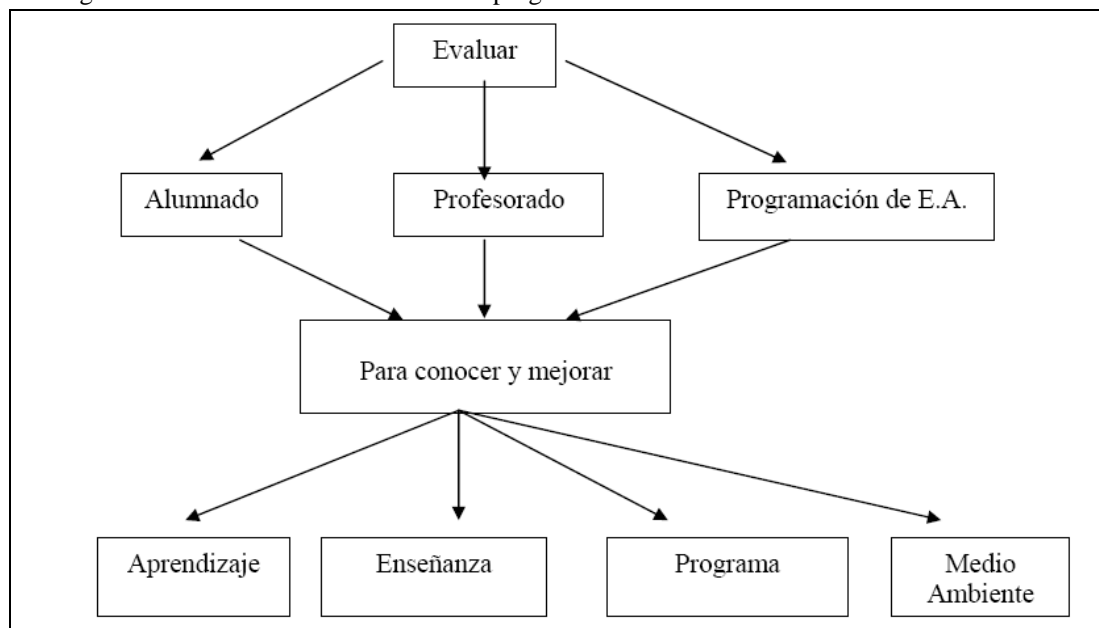 Evaluar
Alumnado
Profesorado
Programación de E.A.
Para conocer y mejorar
Aprendizaje
Enseñanza
Programa
Medio
Ambiente